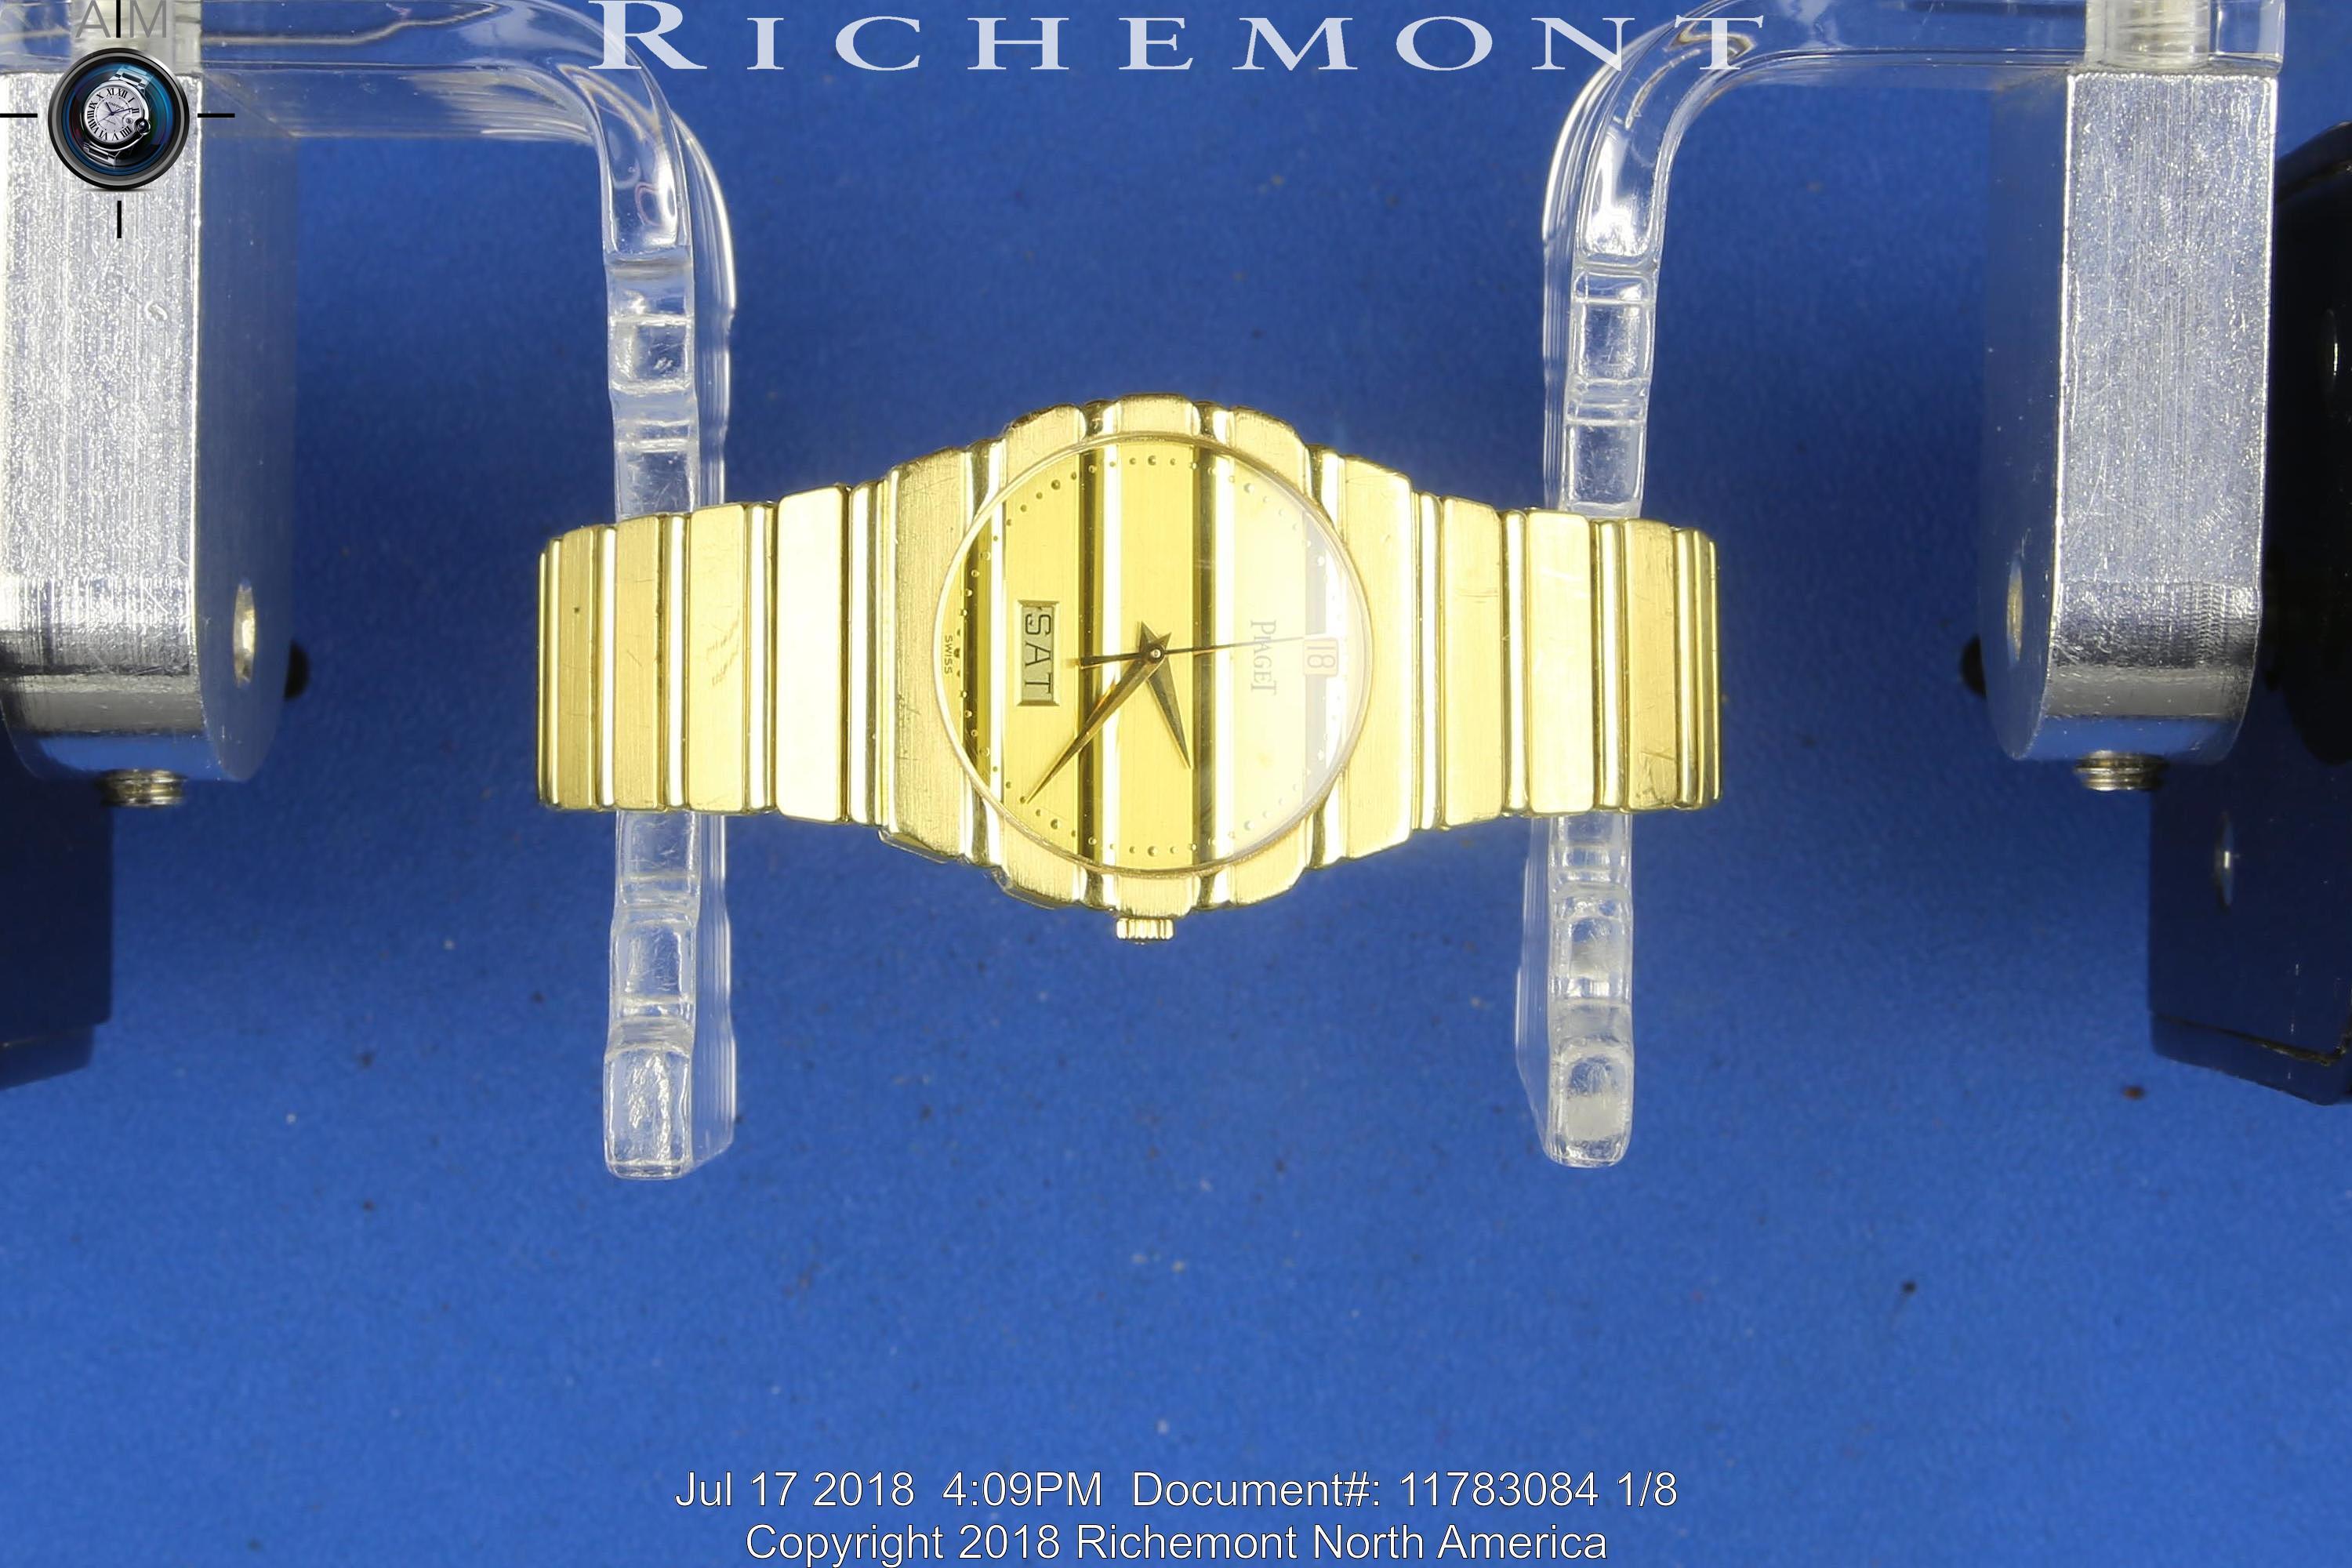 AIM
RICHEMONT
PIAGET
18
SAT
SWISS
Jul 17 2018 4:09PM Document#: 11783084 1/8
Copyright 2018 Richemont North America